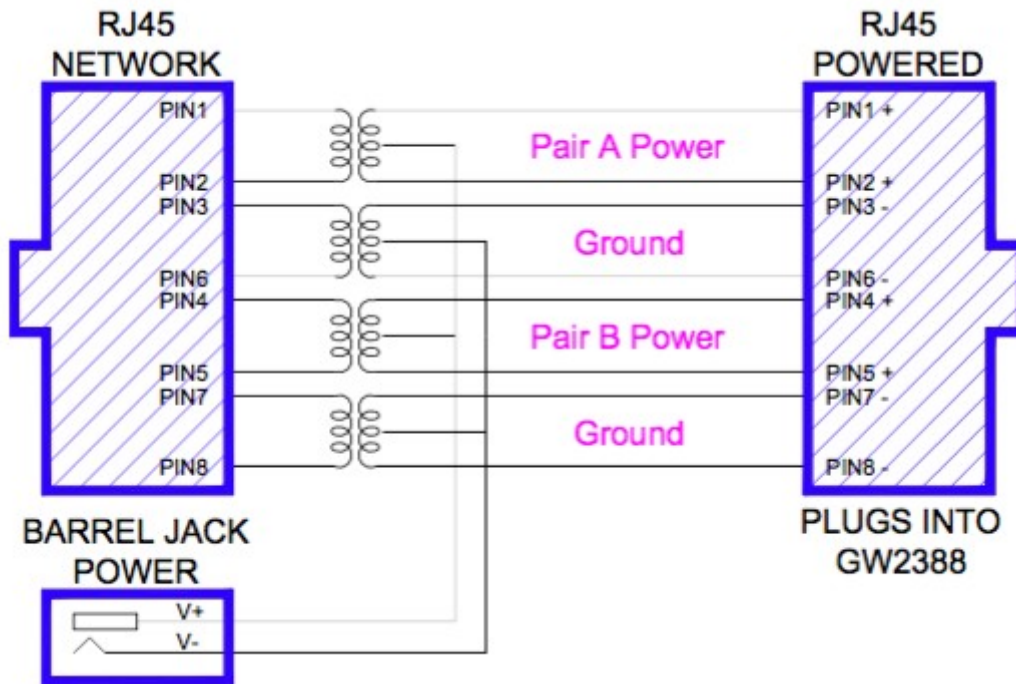 RJ45
NETWORK
RJ45
POWERED
PIN1
PIN2
PIN3
PIN6
PIN4
PIN5
PIN7
PIN8
Pair A Power
Ground
Pair B Power
Ground
PIN1 +
PIN2 +
PIN3 -
PIN6 -
PIN4 +
PIN5 +
PIN7 -
PIN8 -
BARREL JACK
POWER
V+
V-
PLUGS INTO
GW2388